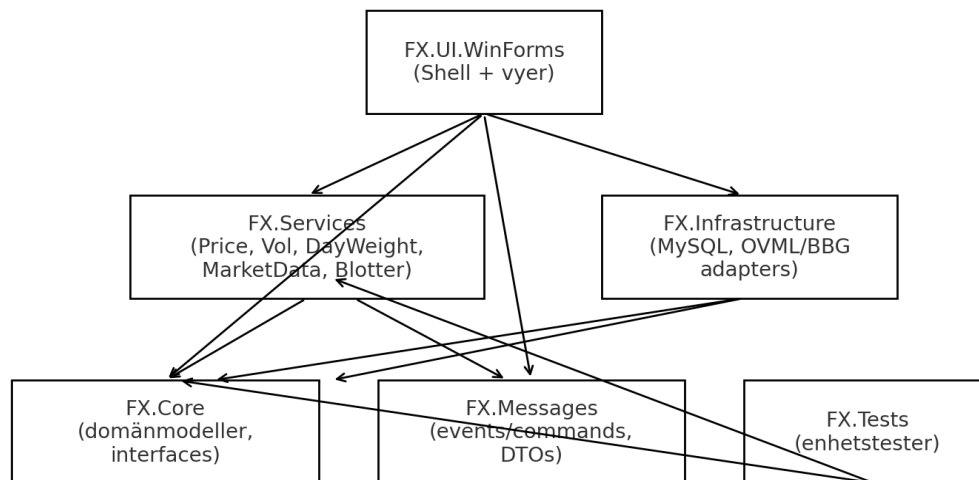 FX.UI.WinForms
(Shell + vyer)
FX.Services
(Price, Vol, DayWeight,
MarketData, Blotter)
FX.Infrastructure
(MySQL, OVML/BBG
adapters)
FX.Core
(domänmodeller,
interfaces)
FX.Messages
(events/commands,
DTOs)
FX.Tests
(enhetstester)